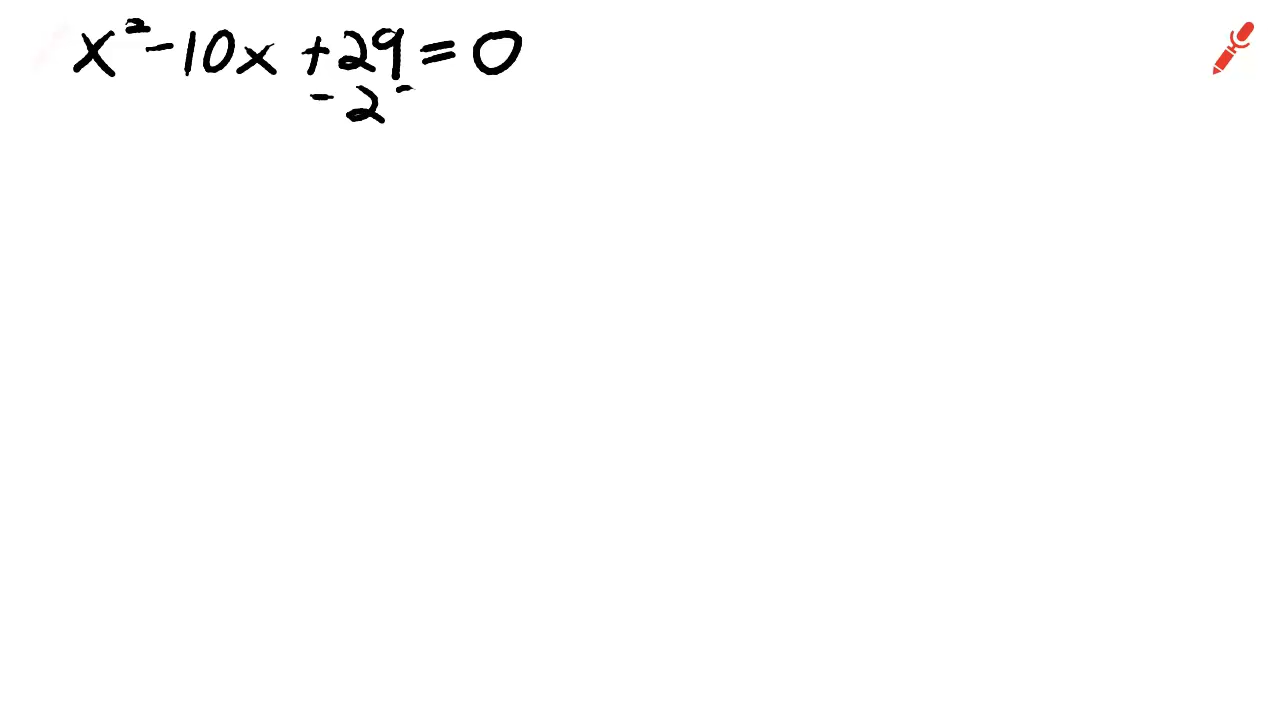 x² - 10x + 29 = 0
- 2